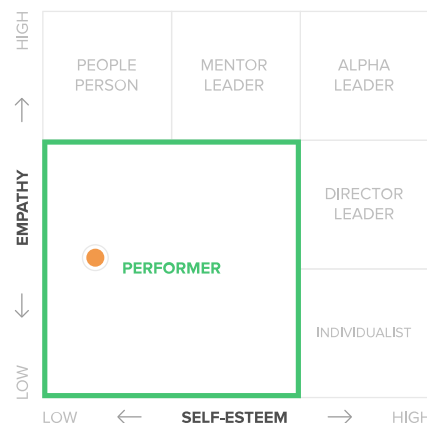 HIGH
PEOPLE
PERSON
MENTOR
LEADER
ALPHA
LEADER
EMPATHY
DIRECTOR
LEADER
PERFORMER
INDIVIDUALIST
LOW
LOW
SELF-ESTEEM
HIGH